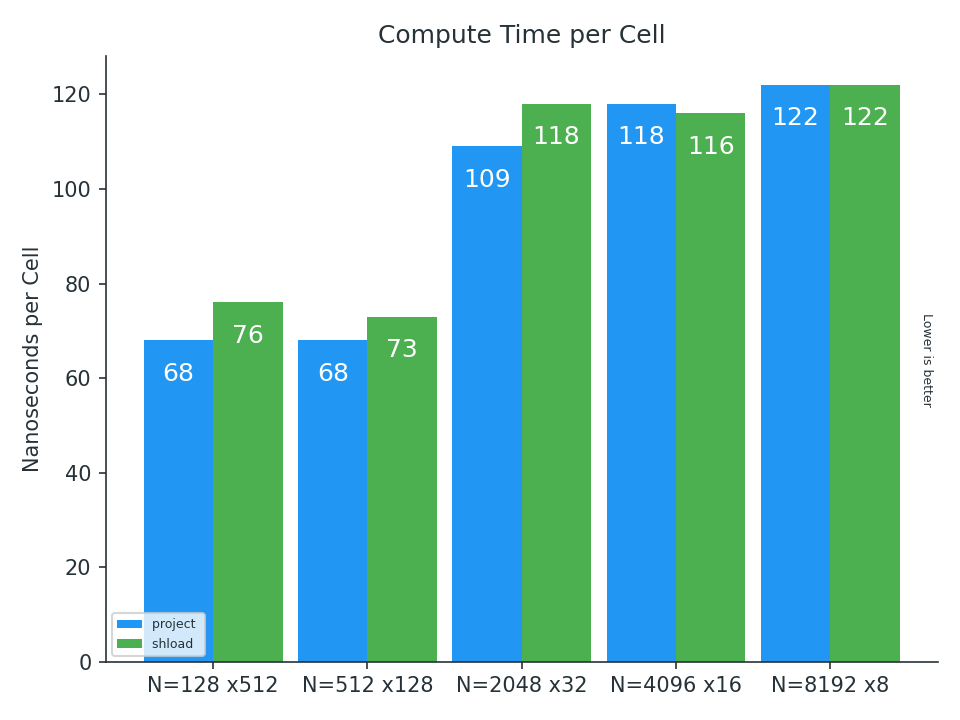 Compute Time per Cell
Nanoseconds per Cell
120
100
80
60
40
20
0
68
76
68
73
109
118
118
116
122
122
Lower is better
project
shload
N=128 x512
N=512 x128
N=2048 x32
N=4096 x16
N=8192 x8